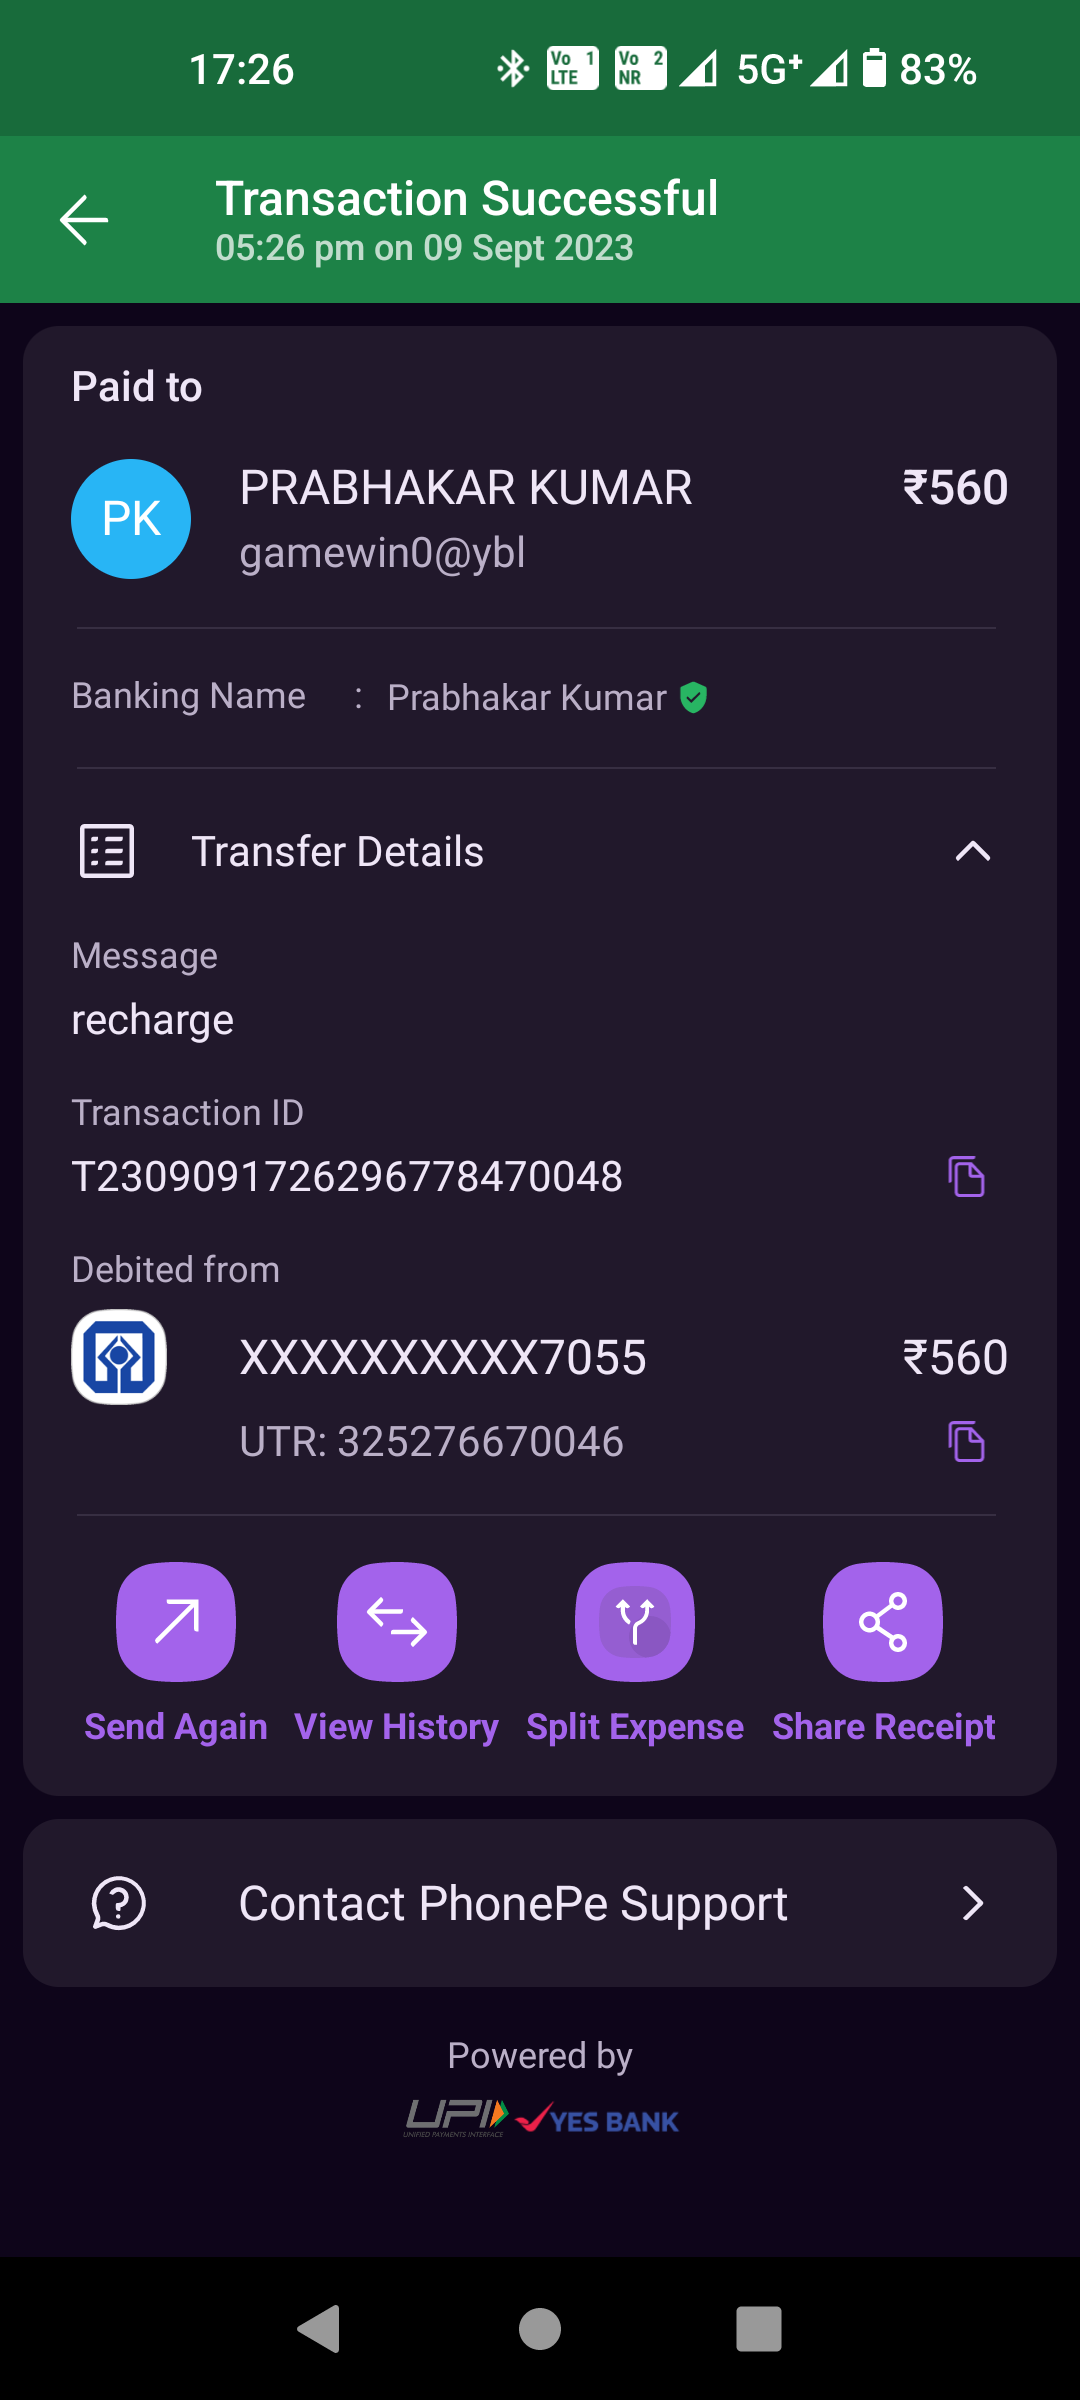 17:26
Vo 1 LTE Vo 2 NR 5G+ 83%
Transaction Successful
05:26 pm on 09 Sept 2023
Paid to
PK
PRABHAKAR KUMAR ₹560
gamewin0@ybl
Banking Name : Prabhakar Kumar
Transfer Details
Message
recharge
Transaction ID
T2309091726296778470048
Debited from
XXXXXXXXXX7055 ₹560
UTR: 325276670046
Send Again View History Split Expense Share Receipt
Contact PhonePe Support
Powered by
UPI YES BANK
UNIFIED PAYMENTS INTERFACE